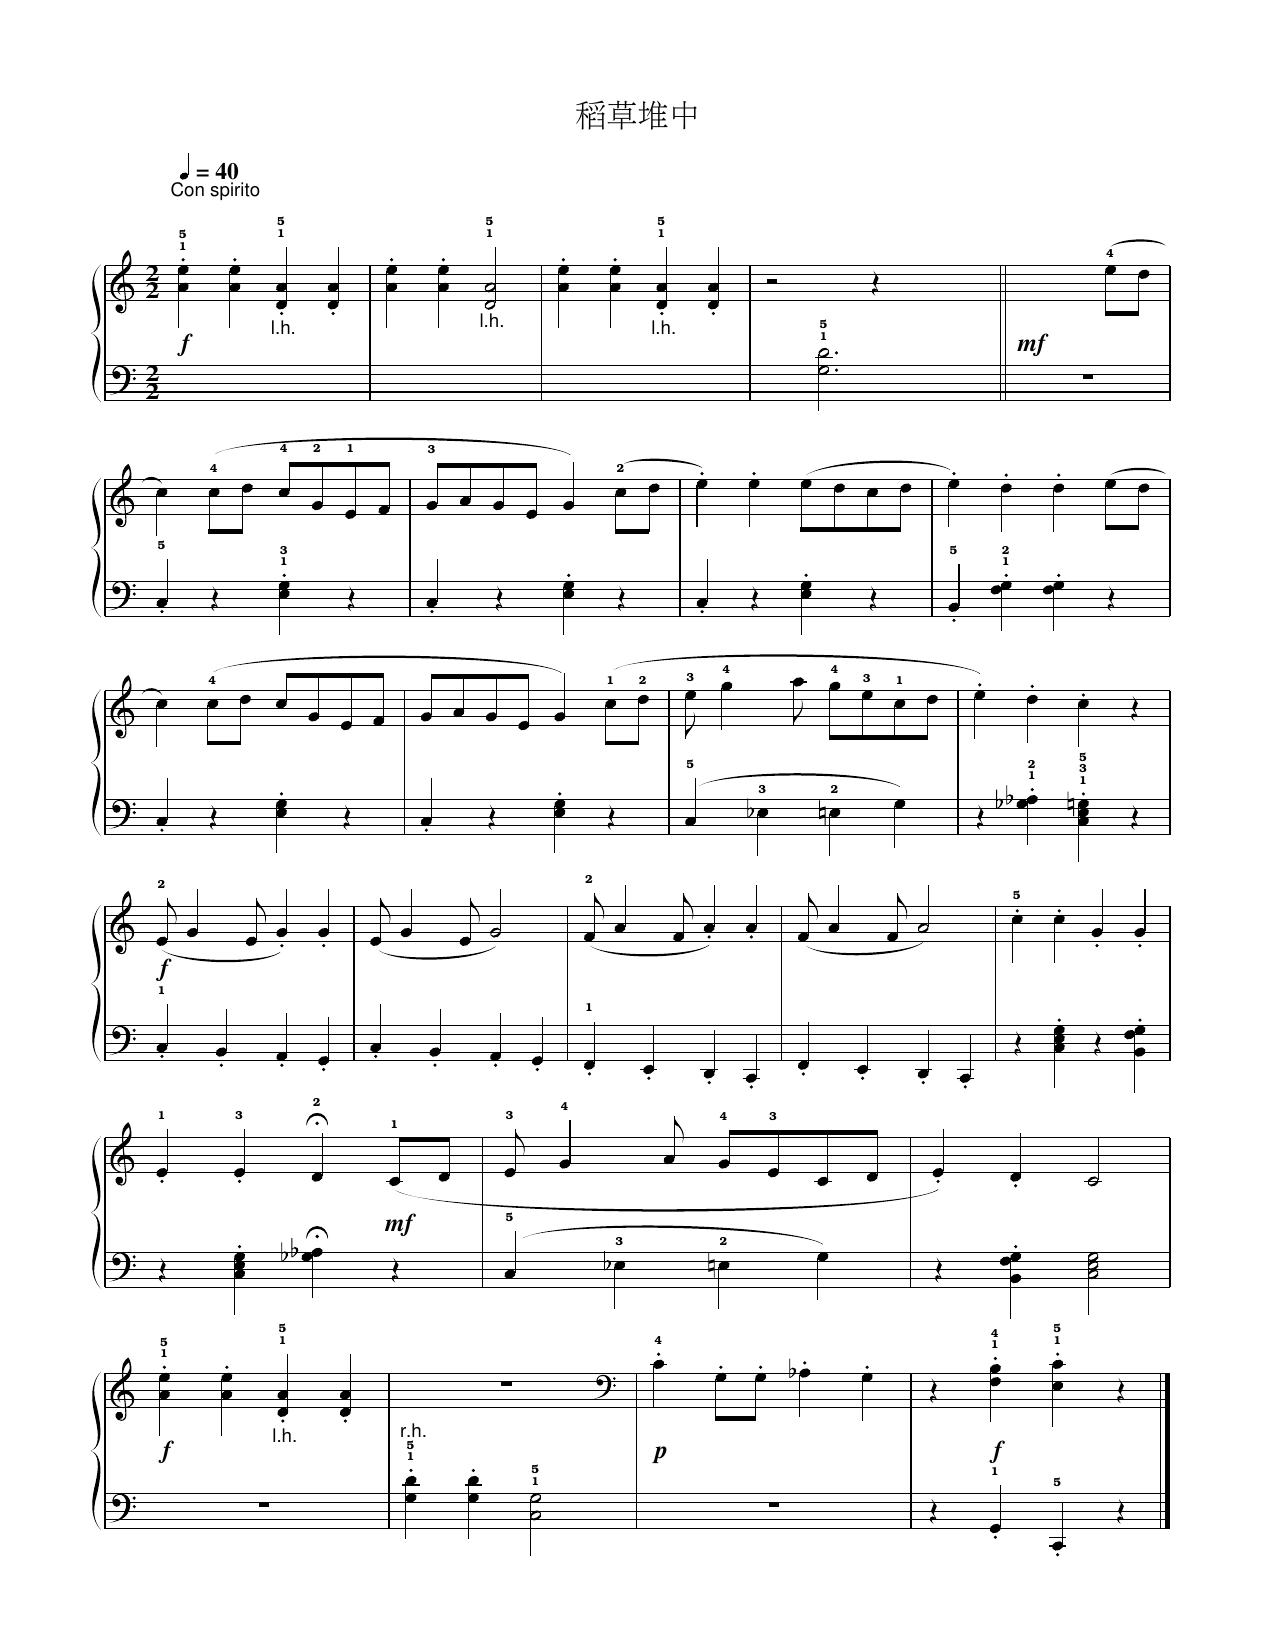 稻草堆中
= 40
Con spirito
5 5 5 5
1 1 1 1
4
l.h. l.h. l.h.
5
1
f mf
2
2
2
2
4 4 2 1 3 2
5 3 5 2
1 1
4 1 2 3 4 4 3 1
5 3 2 2 5
1 3
1
2 2 5
f
1 1
1 3 2 1 3 4 4 3
mf
5 3 2
5 5 4 4 5
1 1 1 1
f l.h. r.h. p f
5 5 1 5
1 1